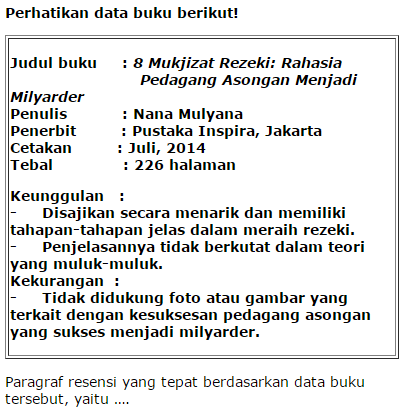 Perhatikan data buku berikut!
Judul buku : 8 Mukjizat Rezeki: Rahasia
Pedagang Asongan Menjadi
Milyarder
Penulis : Nana Mulyana
Penerbit : Pustaka Inspira, Jakarta
Cetakan : Juli, 2014
Tebal : 226 halaman
Keunggulan :
- Disajikan secara menarik dan memiliki
tahapan-tahapan jelas dalam meraih rezeki.
- Penjelasannya tidak berkutat dalam teori
yang muluk-muluk.
Kekurangan :
- Tidak didukung foto atau gambar yang
terkait dengan kesuksesan pedagang asongan
yang sukses menjadi milyarder.
Paragraf resensi yang tepat berdasarkan data buku
tersebut, yaitu ....